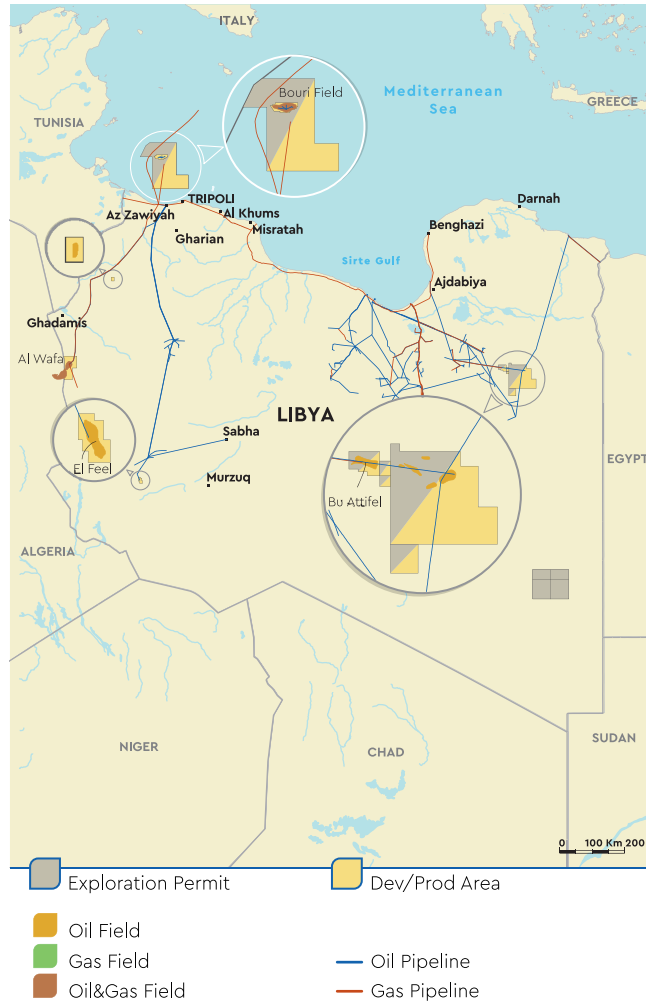 ITALY
Bouri Field
Mediterranean
Sea
GREECE
TUNISIA
TRIPOLI
Az Zawiyah
Al Khums
Misratah
Gharian
Darnah
Benghazi
Sirte Gulf
Ajdabiya
Ghadamis
Al Wafa
LIBYA
Sabha
El Feel
Murzuq
EGYPT
Bu Attifel
ALGERIA
NIGER
CHAD
SUDAN
0 100 Km 200
Exploration Permit
Dev/Prod Area
Oil Field
Gas Field
Oil Pipeline
Oil&Gas Field
Gas Pipeline